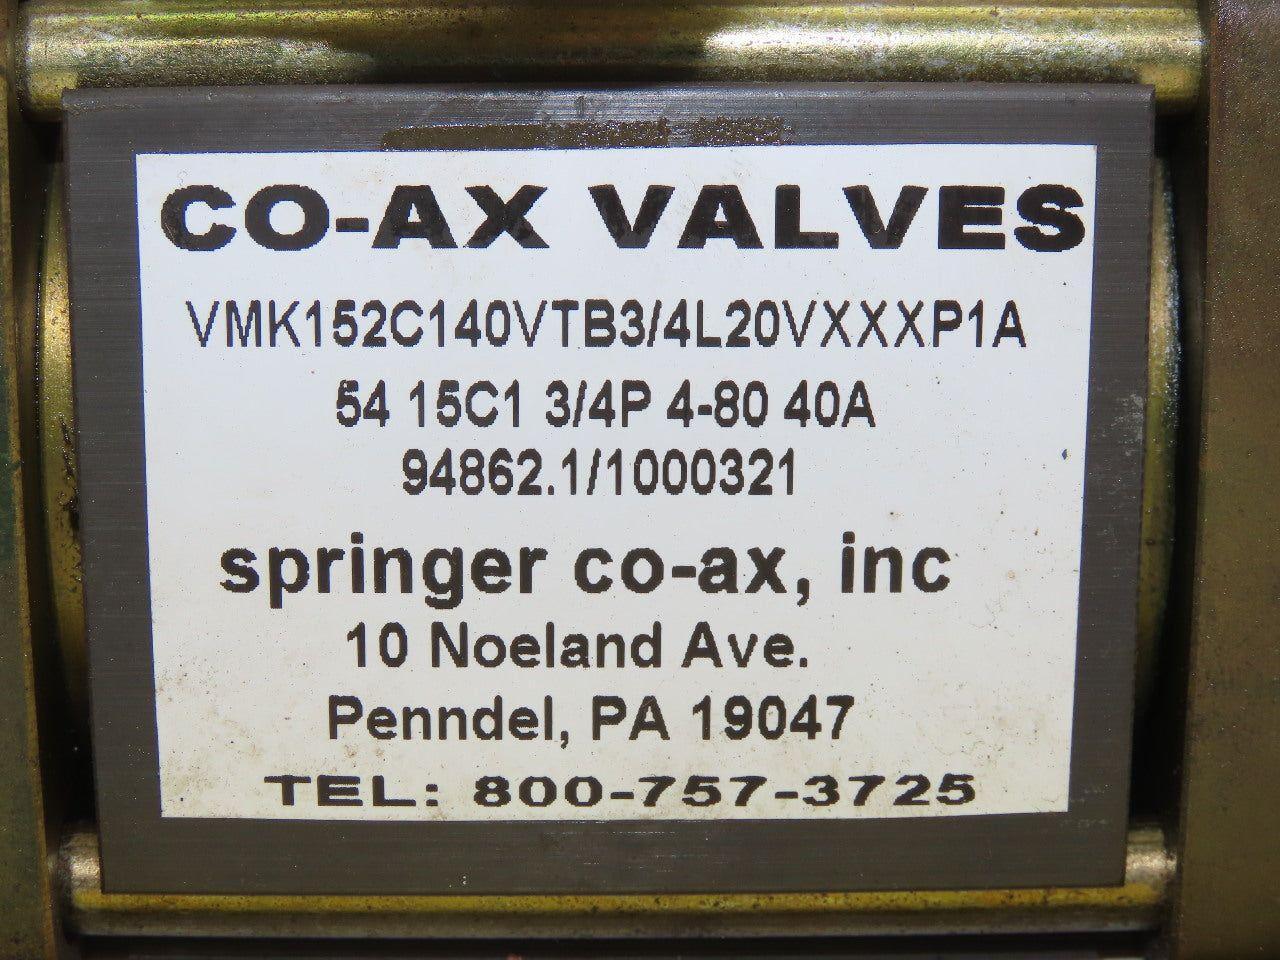 CO-AX VALVES
VMK152C140VTB3/4L20VXXXP1A
54 15C1 3/4P 4-80 40A
94862.1/1000321
springer co-ax, inc
10 Noeland Ave.
Penndel, PA 19047
TEL: 800-757-3725